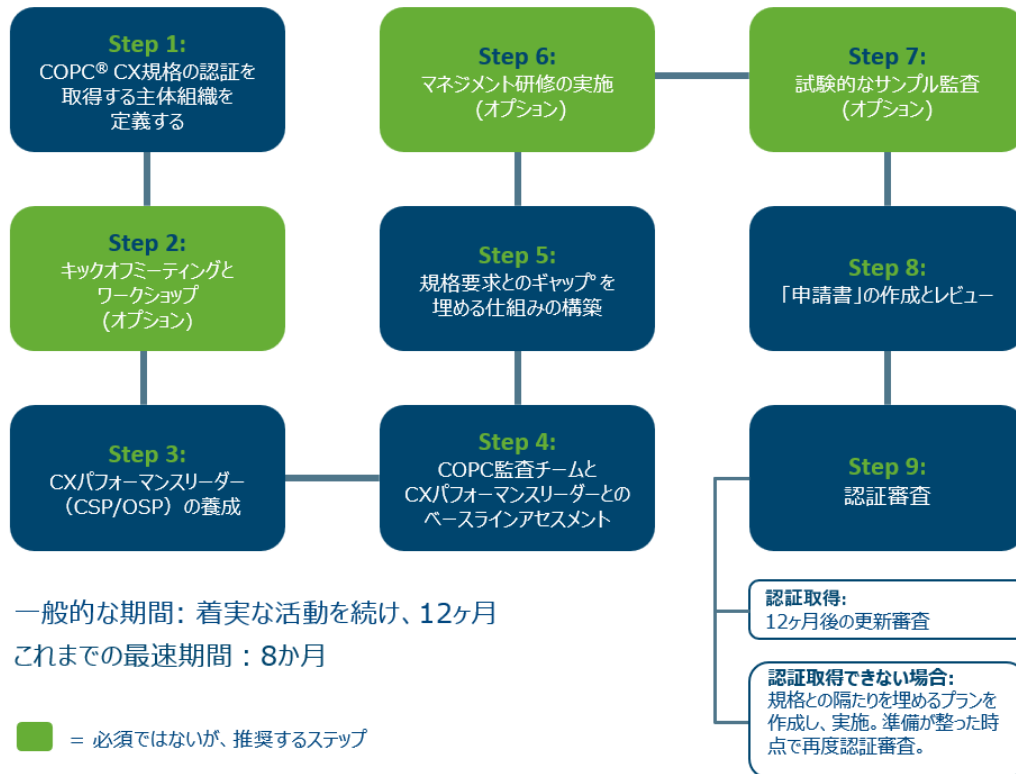 Step 1:
COPC® CX規格の認証を
取得する主体組織を
定義する
Step 2:
キックオフミーティングと
ワークショップ
(オプション)
Step 3:
CXパフォーマンスリーダー
(CSP/OSP)の養成
Step 4:
COPC監査チームと
CXパフォーマンスリーダーとの
ベースラインアセスメント
Step 5:
規格要求とのギャップを
埋める仕組みの構築
Step 6:
マネジメント研修の実施
(オプション)
Step 7:
試験的なサンプル監査
(オプション)
Step 8:
「申請書」の作成とレビュー
Step 9:
認証審査
認証取得:
12ヶ月後の更新審査
認証取得できない場合:
規格との隔たりを埋めるプランを
作成し、実施。準備が整った時
点で再度認証審査。
一般的な期間: 着実な活動を続け、12ヶ月
これまでの最速期間:8か月
= 必須ではないが、推奨するステップ